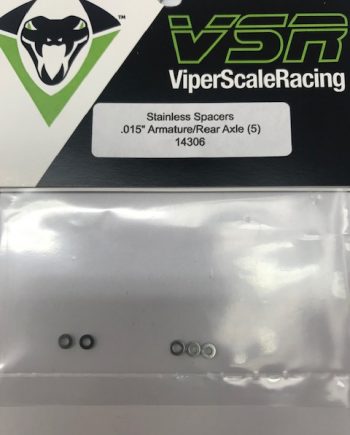 VSR
ViperScaleRacing
Stainless Spacers
.015" Armature/Rear Axle (5)
14306